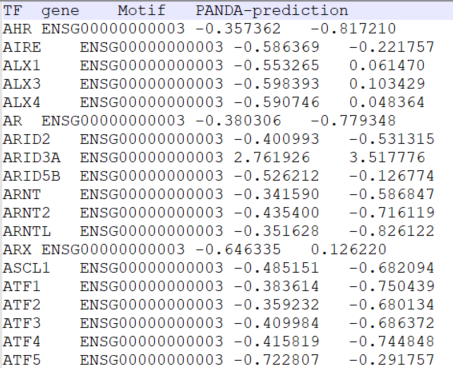 TF gene Motif PANDA-prediction
AHR ENSG00000000003 -0.357362 -0.817210
AIRE ENSG00000000003 -0.586369 -0.221757
ALX1 ENSG00000000003 -0.553265 0.061470
ALX3 ENSG00000000003 -0.598393 0.103429
ALX4 ENSG00000000003 -0.590746 0.048364
AR ENSG00000000003 -0.380306 -0.779348
ARID2 ENSG00000000003 -0.400993 -0.531315
ARID3A ENSG00000000003 2.761926 3.517776
ARID5B ENSG00000000003 -0.526212 -0.126774
ARNT ENSG00000000003 -0.341590 -0.586847
ARNT2 ENSG00000000003 -0.435400 -0.716119
ARNTL ENSG00000000003 -0.351628 -0.826122
ARX ENSG00000000003 -0.646335 0.126220
ASCL1 ENSG00000000003 -0.485151 -0.682094
ATF1 ENSG00000000003 -0.383614 -0.750439
ATF2 ENSG00000000003 -0.359232 -0.680134
ATF3 ENSG00000000003 -0.409984 -0.686372
ATF4 ENSG00000000003 -0.415819 -0.744848
ATF5 ENSG00000000003 -0.722807 -0.291757